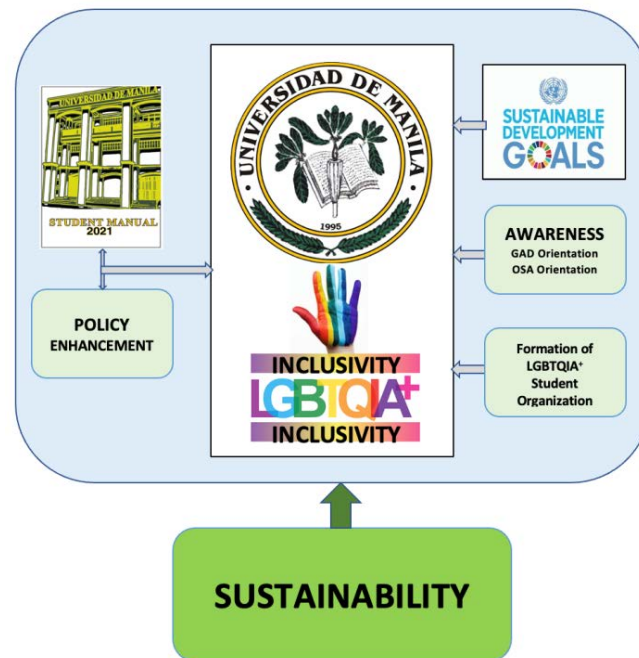 UNIVERSIDAD DE MANILA
STUDENT MANUAL
2021
POLICY
ENHANCEMENT
· UNIVERSIDAD DE MANILA ·
1995
INCLUSIVITY
LGBTQIA+
INCLUSIVITY
SUSTAINABLE
DEVELOPMENT
GOALS
AWARENESS
GAD Orientation
OSA Orientation
Formation of
LGBTQIA+
Student
Organization
SUSTAINABILITY